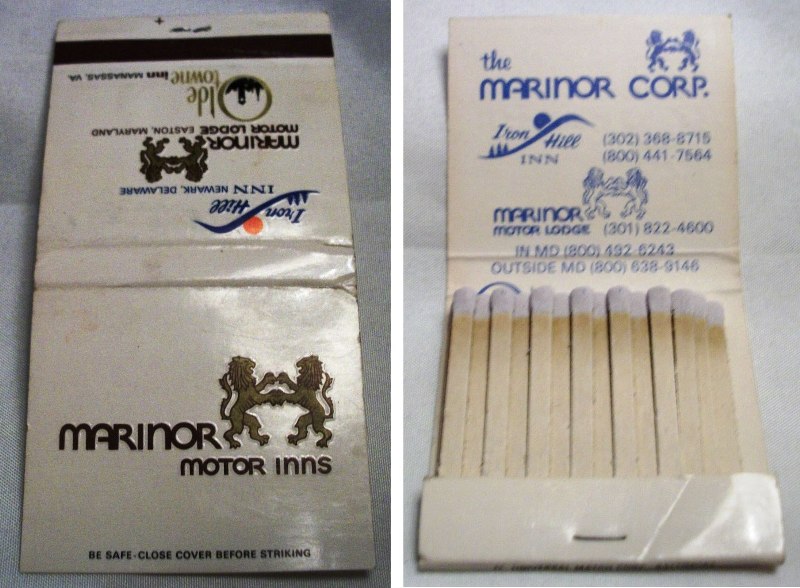 Olde
towne inn MANASSAS, VA.
MARINOR
MOTOR LODGE EASTON, MARYLAND
Iron Hill
INN NEWARK, DELAWARE
MARINOR
MOTOR INNS
BE SAFE-CLOSE COVER BEFORE STRIKING
the
MARINOR CORP.
Iron Hill
INN
(302) 368-8715
(800) 441-7564
MARINOR
MOTOR LODGE (301) 822-4600
IN MD (800) 492-6243
OUTSIDE MD (800) 638-9146